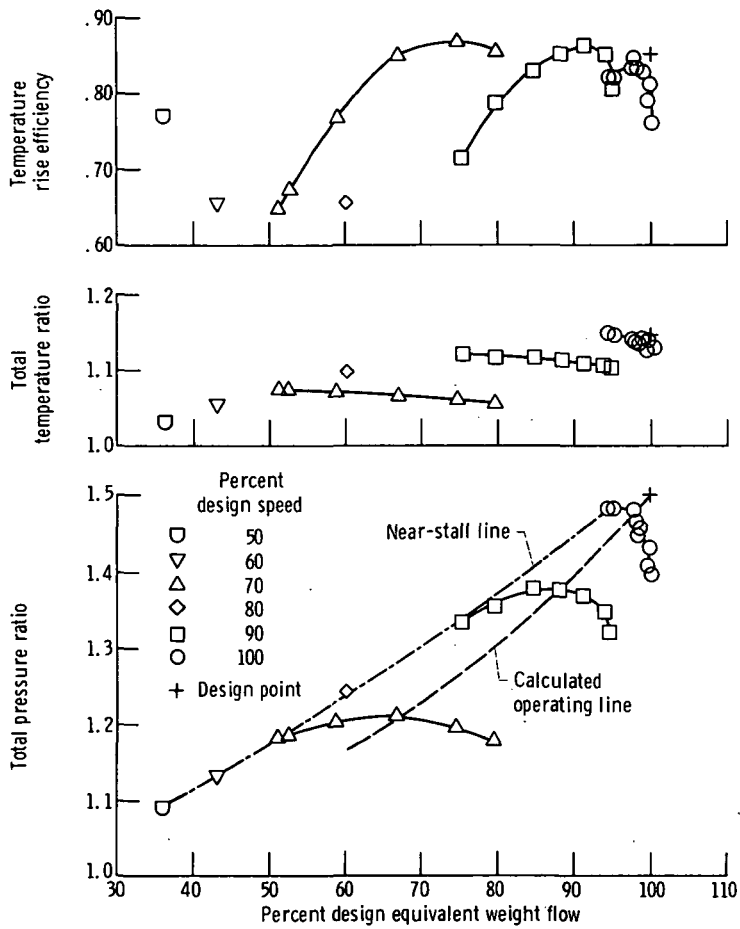 .90
.80
.70
.60
Temperature
rise efficiency
1.2
1.1
1.0
Total
temperature ratio
Percent
design speed
50
60
70
80
90
100
Design point
Near-stall line
Calculated
operating line
1.5
1.4
1.3
1.2
1.1
1.0
Total pressure ratio
30 40 50 60 70 80 90 100 110
Percent design equivalent weight flow